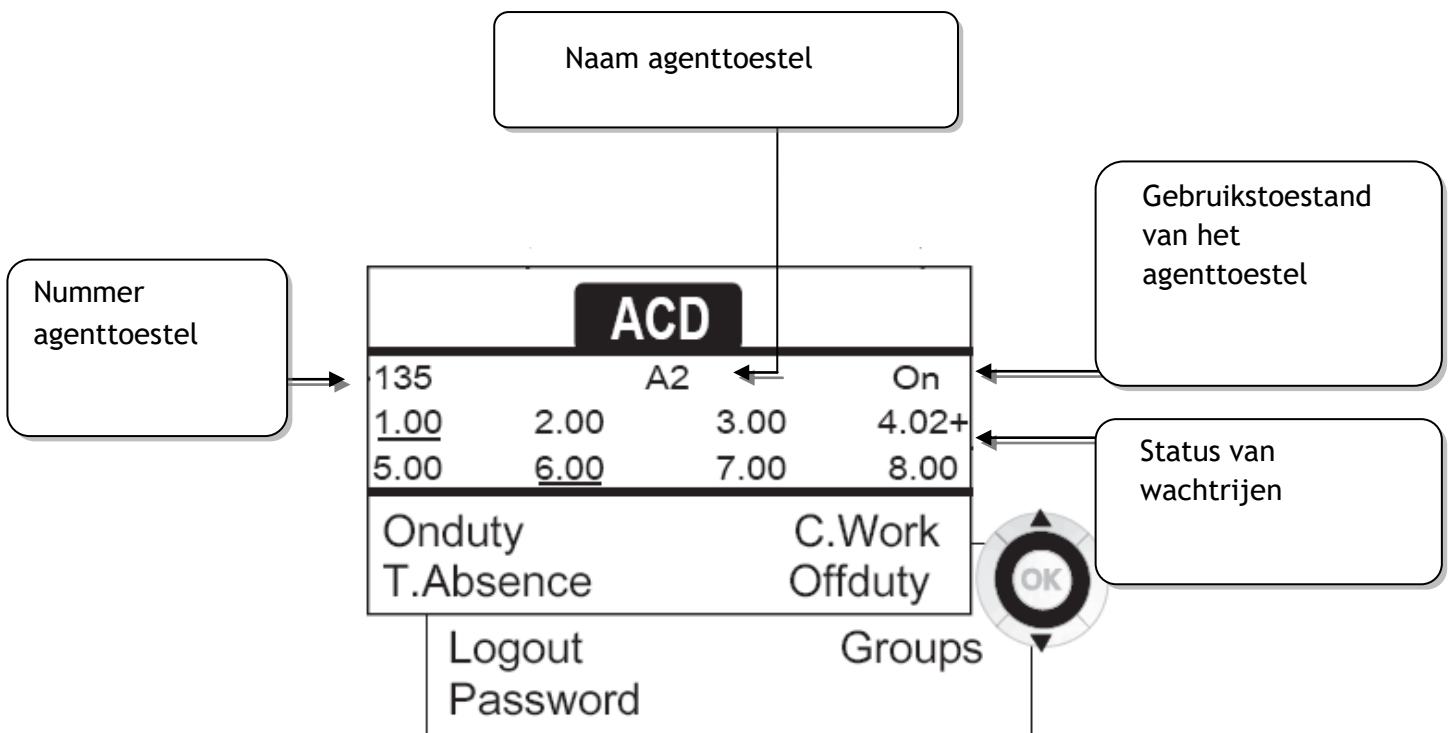 Naam agenttoestel
Gebruikstoestand
van het
agenttoestel
Nummer
agenttoestel
ACD
135 A2 On
1.00 2.00 3.00 4.02+
5.00 6.00 7.00 8.00
Status van
wachtrijen
Onduty C.Work
T.Absence Offduty
OK
Logout Groups
Password